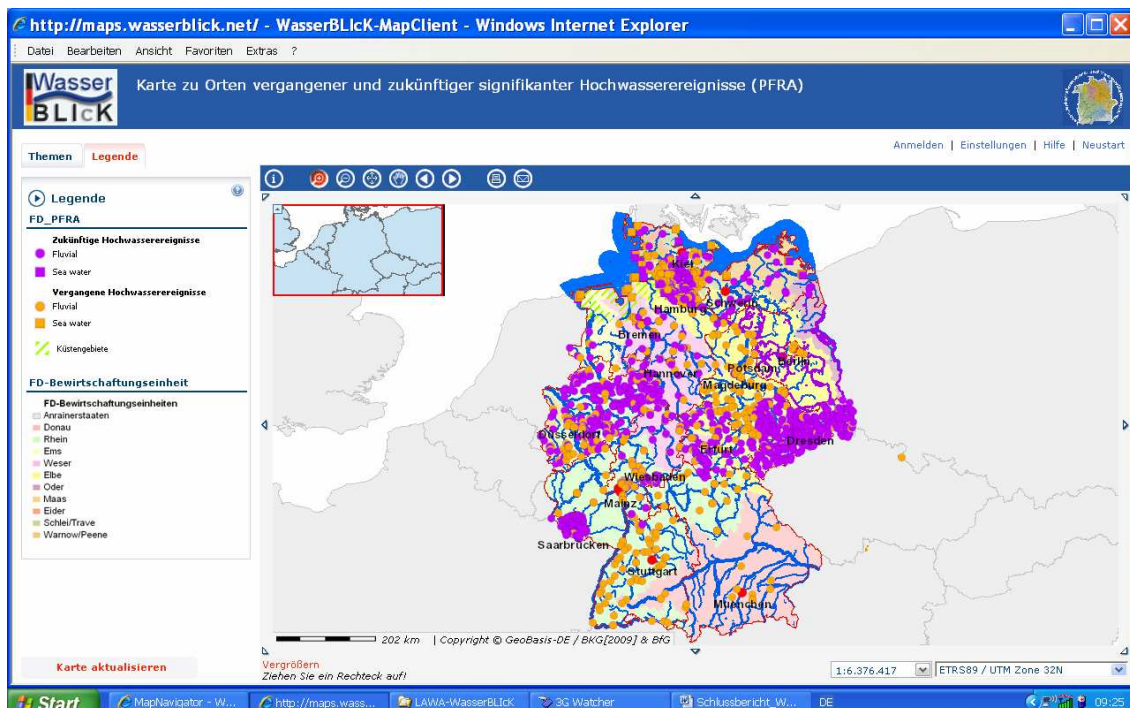 http://maps.wasserblick.net/ - WasserBLIcK-MapClient - Windows Internet Explorer
Datei Bearbeiten Ansicht Favoriten Extras ?
Wasser
BLIcK
Karte zu Orten vergangener und zukünftiger signifikanter Hochwasserereignisse (PFRA)
Anmelden | Einstellungen | Hilfe | Neustart
Themen Legende
Legende
FD_PFRA
Zukünftige Hochwasserereignisse
Fluvial
Sea water
Vergangene Hochwasserereignisse
Fluvial
Sea water
Küstengebiete
FD-Bewirtschaftungseinheit
FD-Bewirtschaftungseinheiten
Anrainerstaaten
Donau
Rhein
Ems
Weser
Elbe
Oder
Maas
Eider
Schlei/Trave
Warnow/Peene
Karte aktualisieren
Kiel
Schwerin
Hamburg
Bremen
Berlin
Hannover
Potsdam
Magdeburg
Düsseldorf
Dresden
Erfurt
Wiesbaden
Mainz
Saarbrücken
Stuttgart
Muenchen
202 km | Copyright © GeoBasis-DE / BKG[2009] & BfG
Vergrößern
Ziehen Sie ein Rechteck auf!
1:6.376.417 ETRS89 / UTM Zone 32N
Start MapNavigator - W... http://maps.wass... LAWA-WasserBLIcK 3G Watcher Schlussbericht_W... DE 09:25